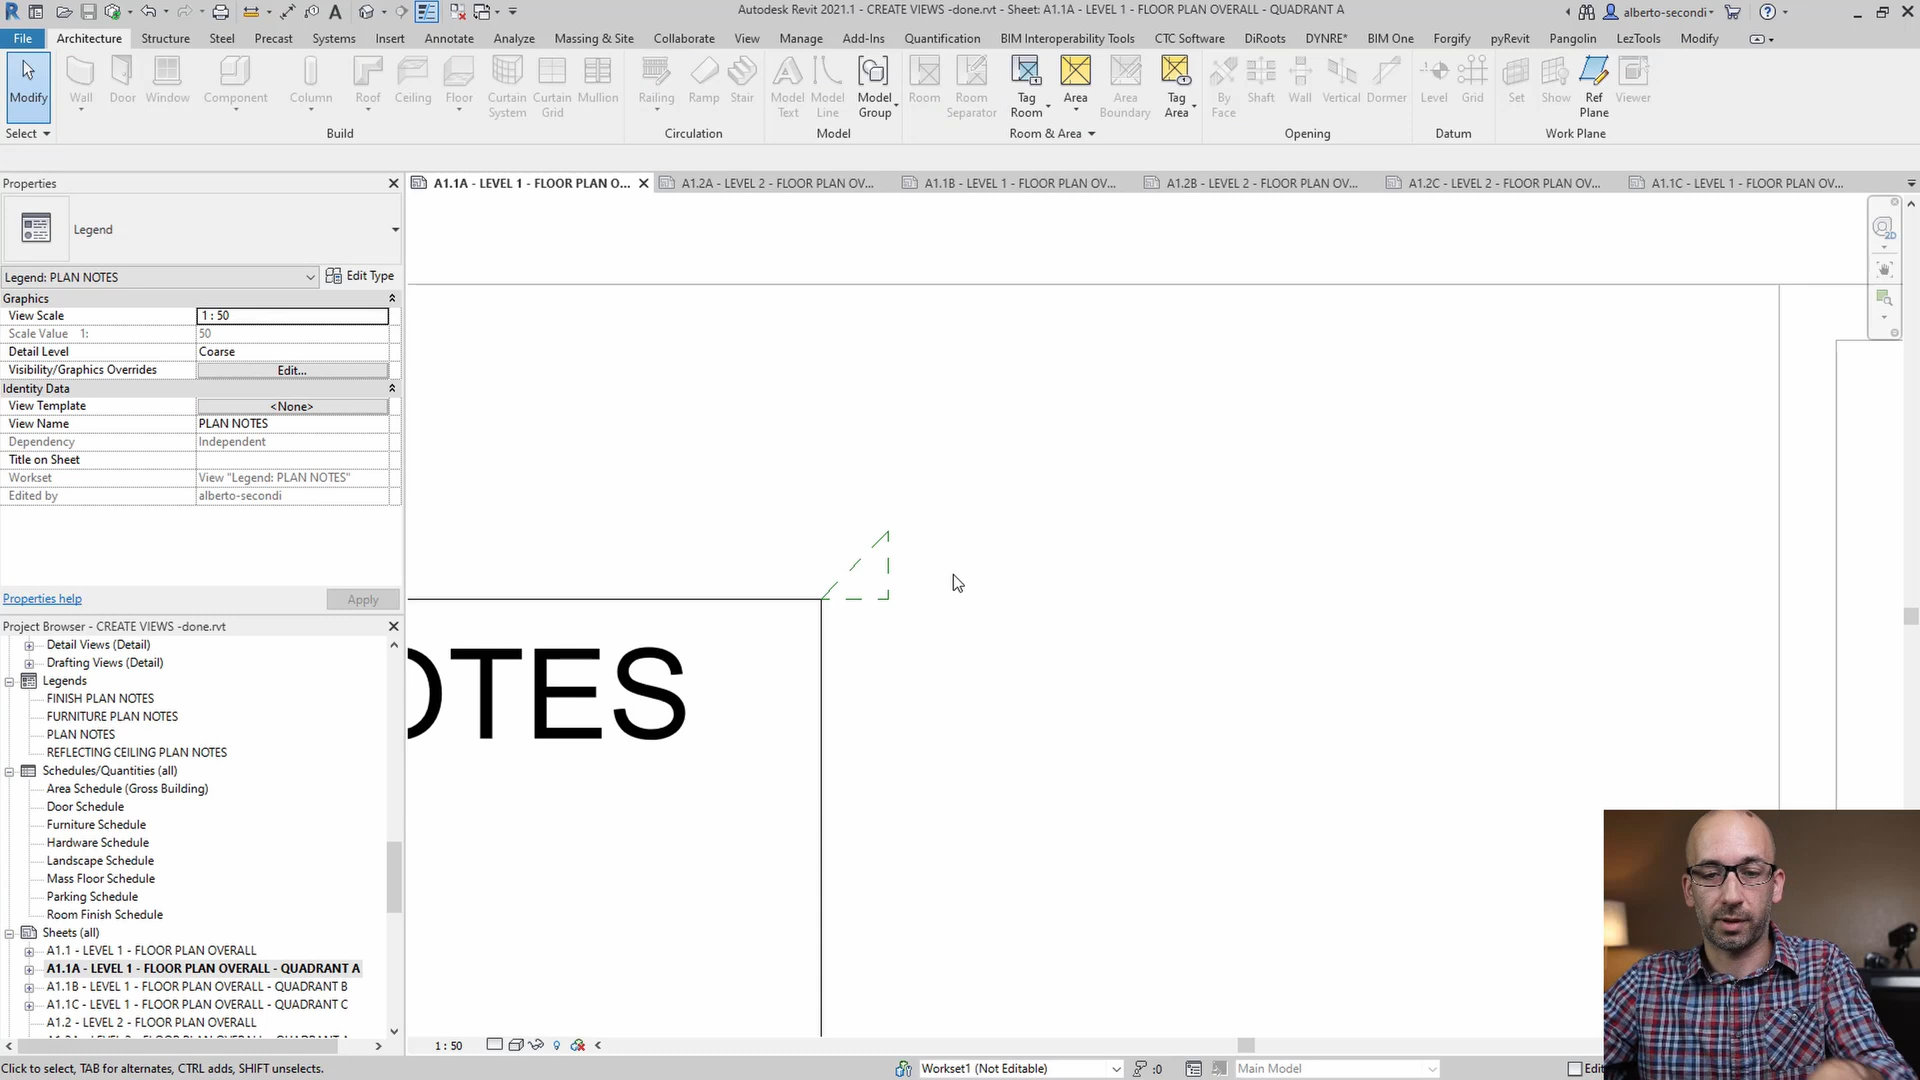 Autodesk Revit 2021.1 - CREATE VIEWS -done.rvt - Sheet: A1.1A - LEVEL 1 - FLOOR PLAN OVERALL - QUADRANT A
alberto-secondi
File Architecture Structure Steel Precast Systems Insert Annotate Analyze Massing & Site Collaborate View Manage Add-Ins Quantification BIM Interoperability Tools CTC Software DiRoots DYNRE* BIM One Forgify pyRevit Pangolin LezTools Modify
Modify Wall Door Window Component Column Roof Ceiling Floor Curtain System Curtain Grid Mullion Railing Ramp Stair Model Text Model Line Model Group Room Room Separator Tag Room Area Area Boundary Tag Area By Face Shaft Wall Vertical Dormer Level Grid Set Show Ref Plane Viewer
Select Build Circulation Model Room & Area Opening Datum Work Plane
Properties
A1.1A - LEVEL 1 - FLOOR PLAN O... A1.2A - LEVEL 2 - FLOOR PLAN OV... A1.1B - LEVEL 1 - FLOOR PLAN OV... A1.2B - LEVEL 2 - FLOOR PLAN OV... A1.2C - LEVEL 2 - FLOOR PLAN OV... A1.1C - LEVEL 1 - FLOOR PLAN OV...
Legend
Legend: PLAN NOTES Edit Type
Graphics
View Scale 1 : 50
Scale Value 1: 50
Detail Level Coarse
Visibility/Graphics Overrides Edit...
Identity Data
View Template <None>
View Name PLAN NOTES
Dependency Independent
Title on Sheet
Workset View "Legend: PLAN NOTES"
Edited by alberto-secondi
Properties help Apply
Project Browser - CREATE VIEWS -done.rvt
Detail Views (Detail)
Drafting Views (Detail)
Legends
FINISH PLAN NOTES
FURNITURE PLAN NOTES
PLAN NOTES
REFLECTING CEILING PLAN NOTES
Schedules/Quantities (all)
Area Schedule (Gross Building)
Door Schedule
Furniture Schedule
Hardware Schedule
Landscape Schedule
Mass Floor Schedule
Parking Schedule
Room Finish Schedule
Sheets (all)
A1.1 - LEVEL 1 - FLOOR PLAN OVERALL
A1.1A - LEVEL 1 - FLOOR PLAN OVERALL - QUADRANT A
A1.1B - LEVEL 1 - FLOOR PLAN OVERALL - QUADRANT B
A1.1C - LEVEL 1 - FLOOR PLAN OVERALL - QUADRANT C
A1.2 - LEVEL 2 - FLOOR PLAN OVERALL
OTES
2D
1 : 50
Click to select, TAB for alternates, CTRL adds, SHIFT unselects.
Workset1 (Not Editable) :0 Main Model Edit